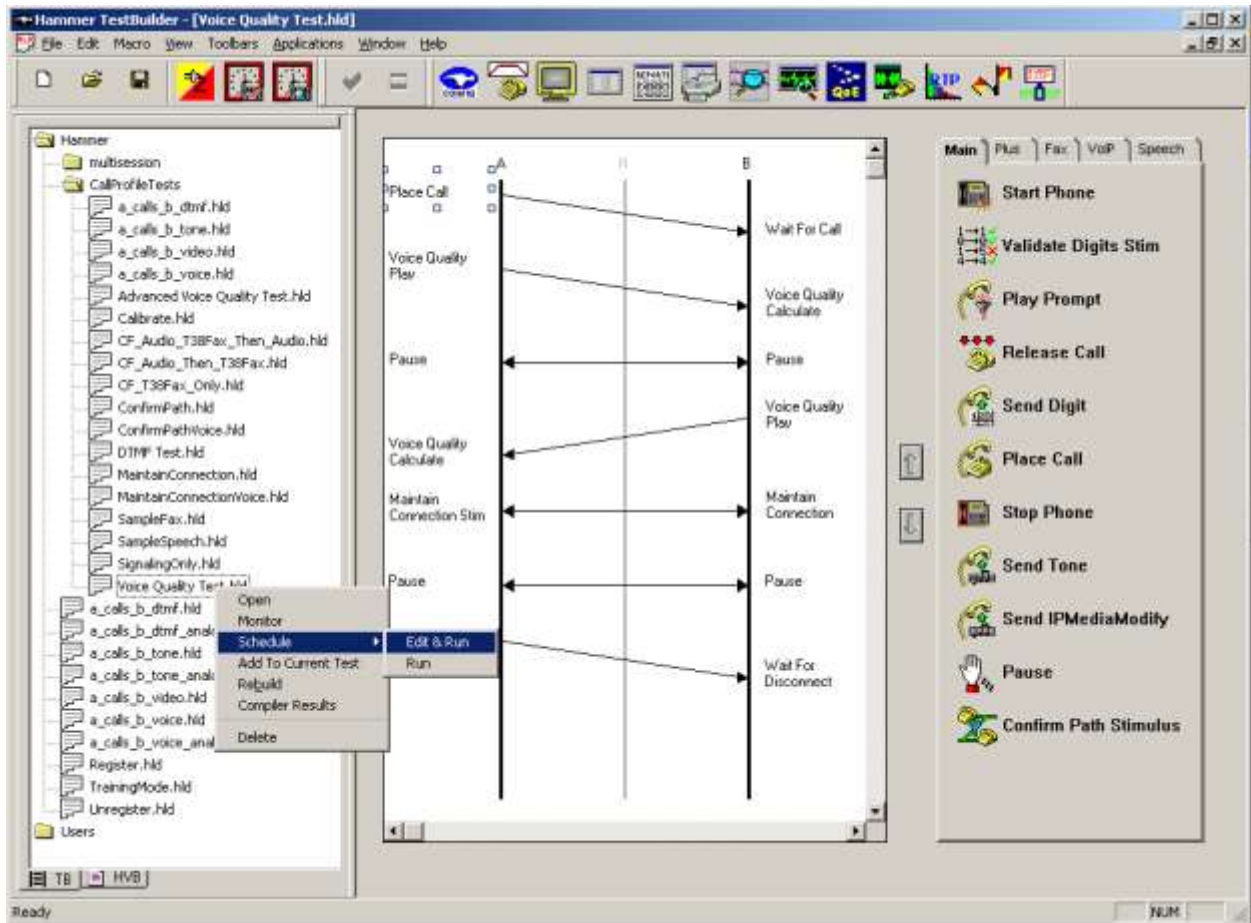 Hammer TestBuilder - [Voice Quality Test.hld]
File Edit Macro View Toolbars Applications Window Help
config
QoE
RTP
Hammer
multisession
CallProfileTests
a_calls_b_dtmf.hld
a_calls_b_tone.hld
a_calls_b_video.hld
a_calls_b_voice.hld
Advanced Voice Quality Test.hld
Calibrate.hld
CF_Audio_T38Fax_Then_Audio.hld
CF_Audio_Then_T38Fax.hld
CF_T38Fax_Only.hld
ConfirmPath.hld
ConfirmPathVoice.hld
DTMF Test.hld
MaintainConnection.hld
MaintainConnectionVoice.hld
SampleFax.hld
SampleSpeech.hld
SignalingOnly.hld
Voice Quality Test.hld
a_calls_b_dtmf.hld
a_calls_b_dtmf_anal
a_calls_b_tone.hld
a_calls_b_tone_anal
a_calls_b_video.hld
a_calls_b_voice.hld
a_calls_b_voice_anal
Register.hld
TrainingMode.hld
Unregister.hld
Users
TB
HVB
Open
Monitor
Schedule
Add To Current Test
Rebuild
Compiler Results
Delete
Edit & Run
Run
A
H
B
Place Call
Wait For Call
Voice Quality
Play
Voice Quality
Calculate
Pause
Pause
Voice Quality
Play
Voice Quality
Calculate
Maintain
Connection Stim
Maintain
Connection
Pause
Pause
Wait For
Disconnect
Main
Plus
Fax
VoIP
Speech
Start Phone
Validate Digits Stim
Play Prompt
Release Call
Send Digit
Place Call
Stop Phone
Send Tone
Send IPMediaModify
Pause
Confirm Path Stimulus
Ready
NUM